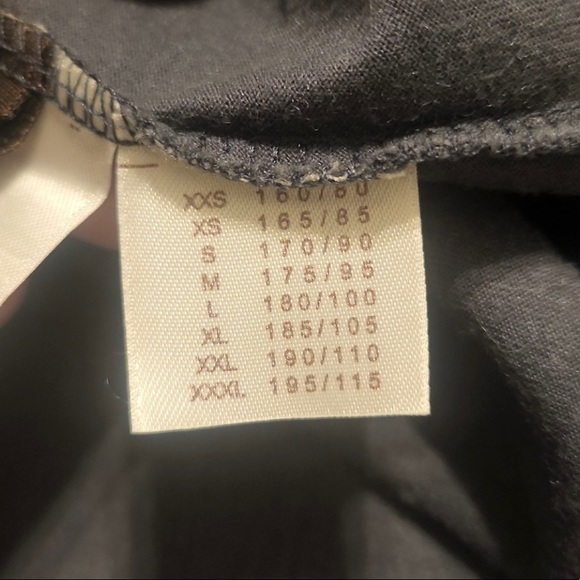 XXS 160/80
XS 165/85
S 170/90
M 175/95
L 180/100
XL 185/105
XXL 190/110
XXXL 195/115